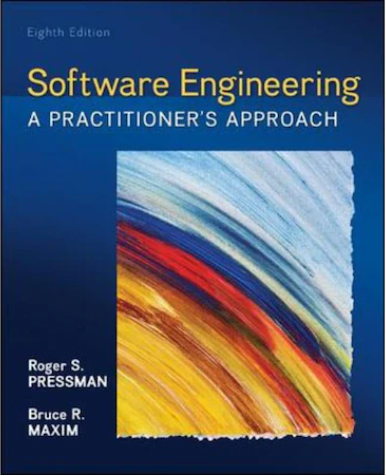 Eighth Edition
Software Engineering
A PRACTITIONER'S APPROACH
Roger S.
PRESSMAN
Bruce R.
MAXIM